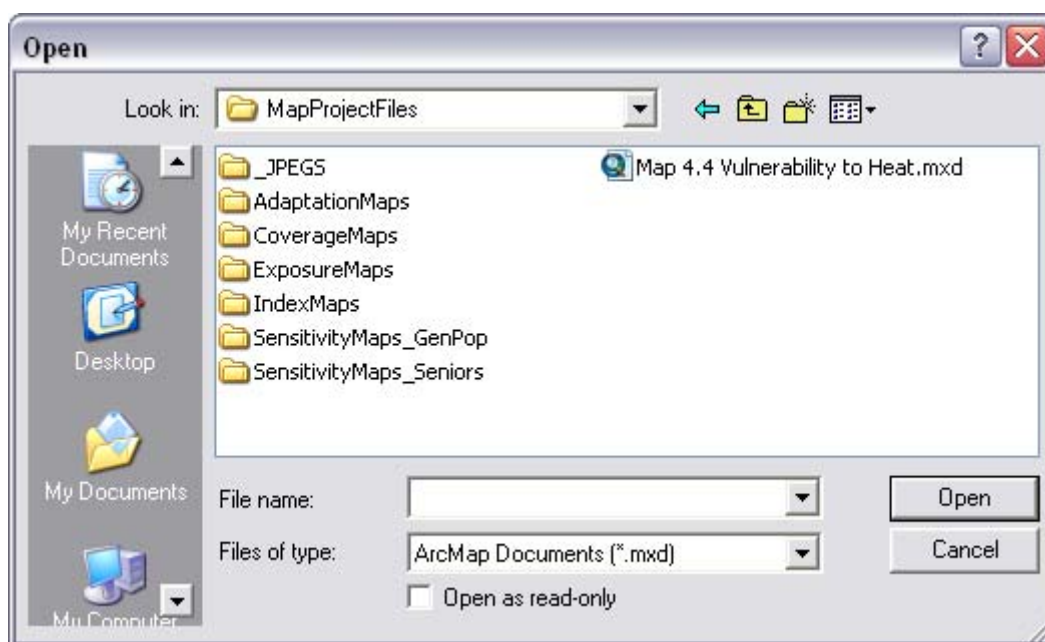 Open
Look in:
MapProjectFiles
My Recent
Documents
Desktop
My Documents
My Computer
_JPEGS
AdaptationMaps
CoverageMaps
ExposureMaps
IndexMaps
SensitivityMaps_GenPop
SensitivityMaps_Seniors
Map 4.4 Vulnerability to Heat.mxd
File name:
Open
Files of type:
ArcMap Documents (*.mxd)
Cancel
Open as read-only